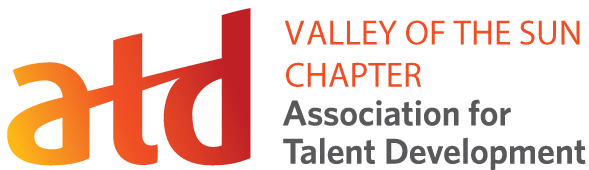 atd
VALLEY OF THE SUN
CHAPTER
Association for
Talent Development